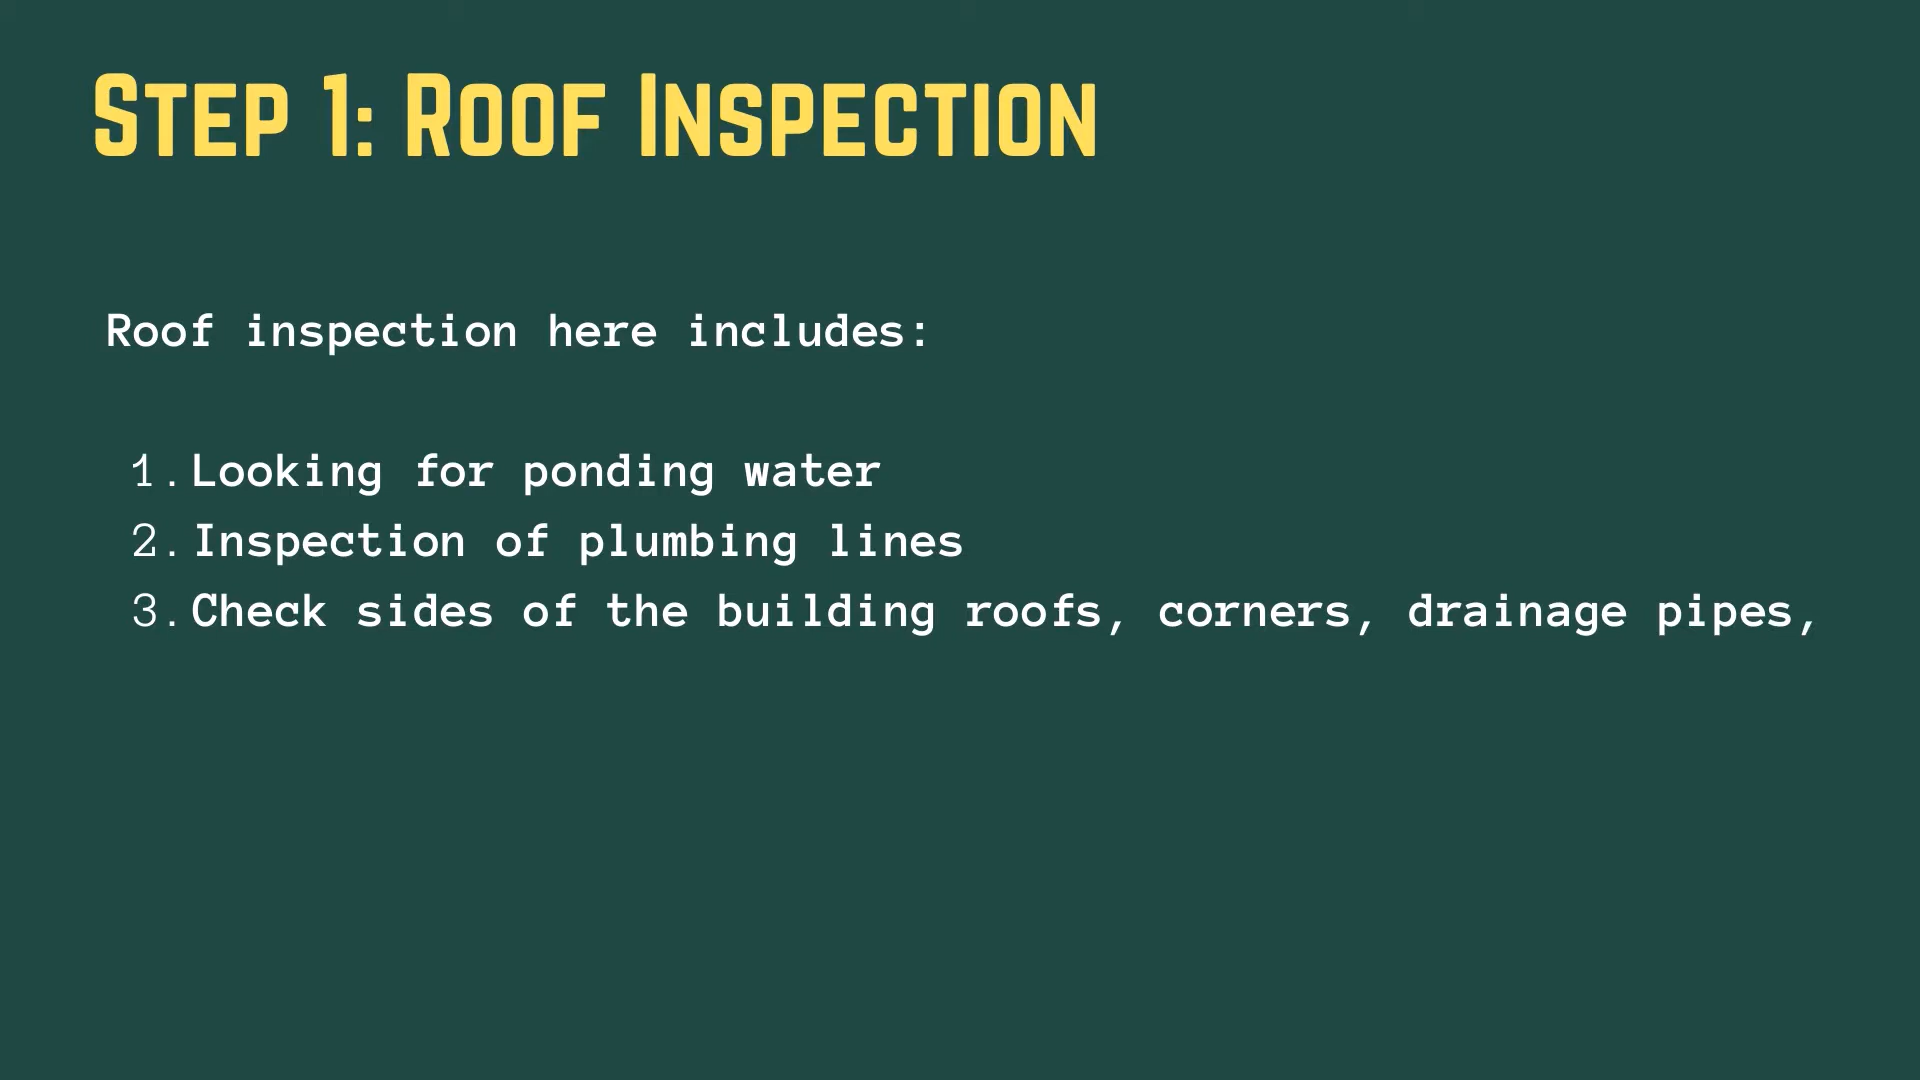 Step 1: Roof Inspection
Roof inspection here includes:
1. Looking for ponding water
2. Inspection of plumbing lines
3. Check sides of the building roofs, corners, drainage pipes,